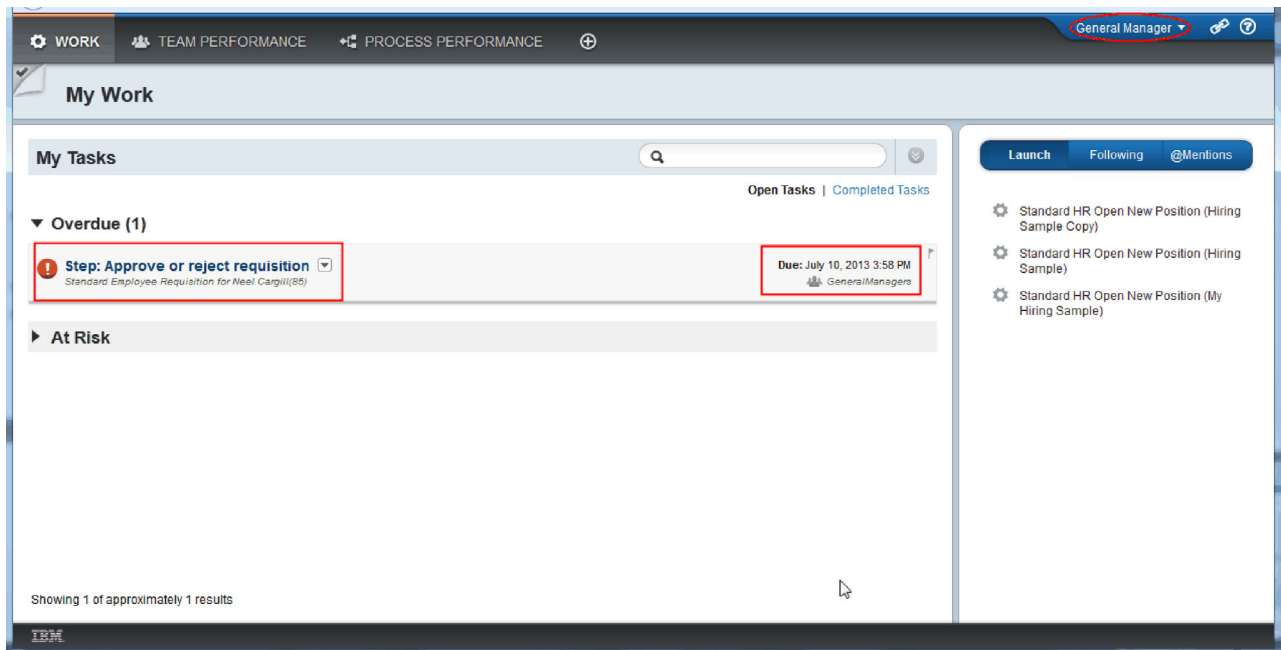 WORK TEAM PERFORMANCE PROCESS PERFORMANCE General Manager
My Work
My Tasks
Open Tasks | Completed Tasks
Overdue (1)
Step: Approve or reject requisition
Standard Employee Requisition for Neel Cargill(85)
Due: July 10, 2013 3:58 PM
GeneralManagers
At Risk
Showing 1 of approximately 1 results
Launch Following @Mentions
Standard HR Open New Position (Hiring
Sample Copy)
Standard HR Open New Position (Hiring
Sample)
Standard HR Open New Position (My
Hiring Sample)
IBM.